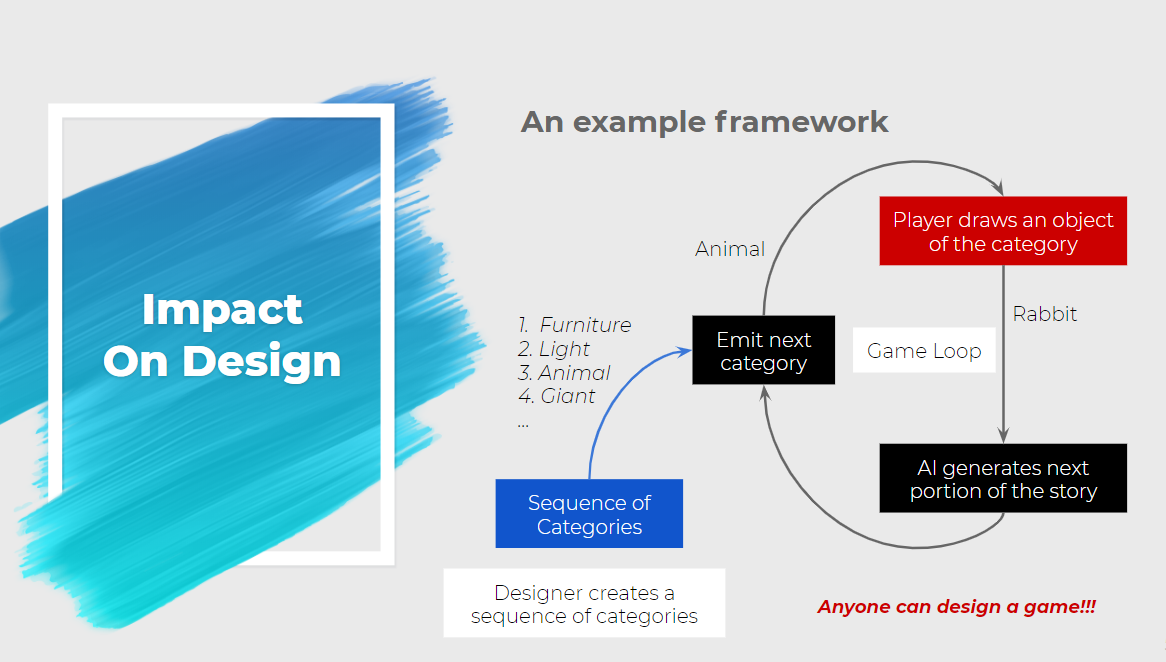 Impact
On Design
An example framework
Player draws an object
of the category
Animal
Rabbit
1. Furniture
2. Light
3. Animal
4. Giant
...
Emit next
category
Game Loop
AI generates next
portion of the story
Sequence of
Categories
Designer creates a
sequence of categories
Anyone can design a game!!!